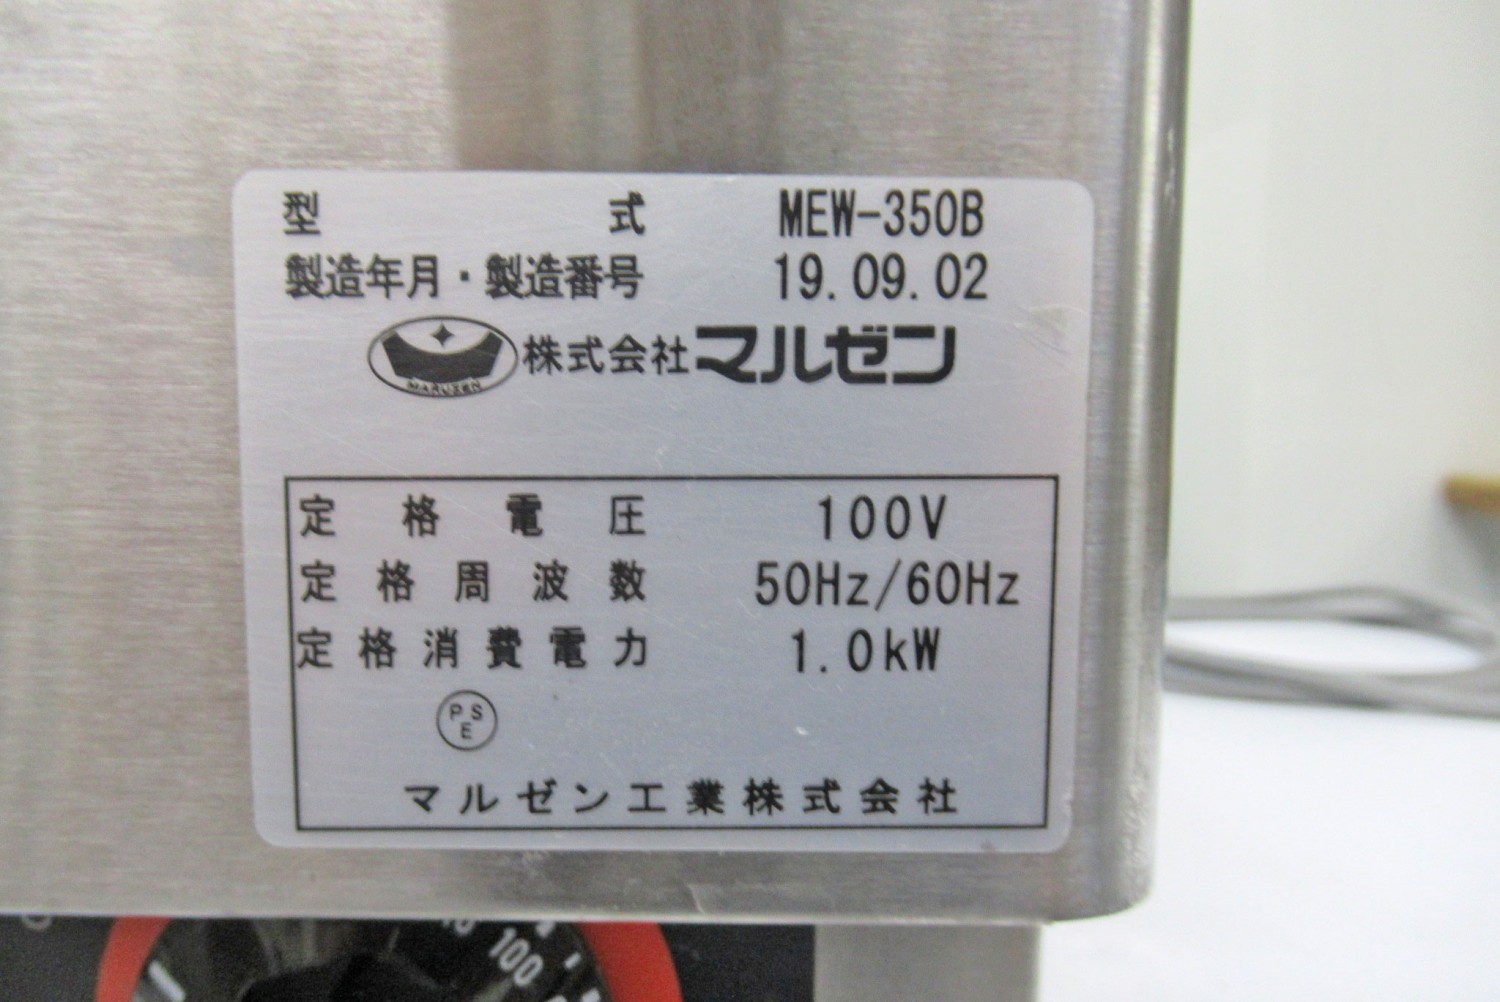 型式 MEW-350B
製造年月・製造番号 19.09.02
MARUZEN 株式会社マルゼン
定格電圧 100V
定格周波数 50Hz/60Hz
定格消費電力 1.0kW
PSE
マルゼン工業株式会社
100